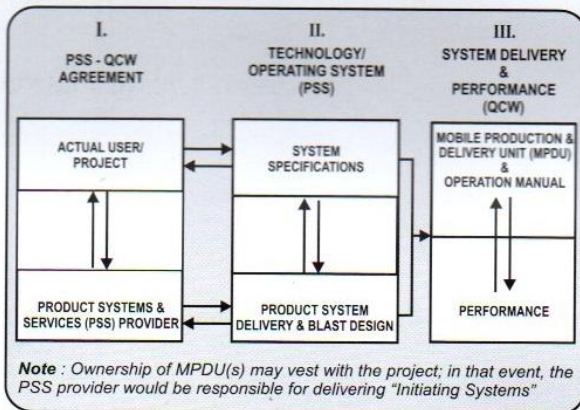 I.
PSS - QCW
AGREEMENT
II.
TECHNOLOGY/
OPERATING SYSTEM
(PSS)
III.
SYSTEM DELIVERY
&
PERFORMANCE
(QCW)
ACTUAL USER/
PROJECT
PRODUCT SYSTEMS &
SERVICES (PSS) PROVIDER
SYSTEM
SPECIFICATIONS
PRODUCT SYSTEM
DELIVERY & BLAST DESIGN
MOBILE PRODUCTION &
DELIVERY UNIT (MPDU)
&
OPERATION MANUAL
PERFORMANCE
Note : Ownership of MPDU(s) may vest with the project; in that event, the
PSS provider would be responsible for delivering "Initiating Systems"